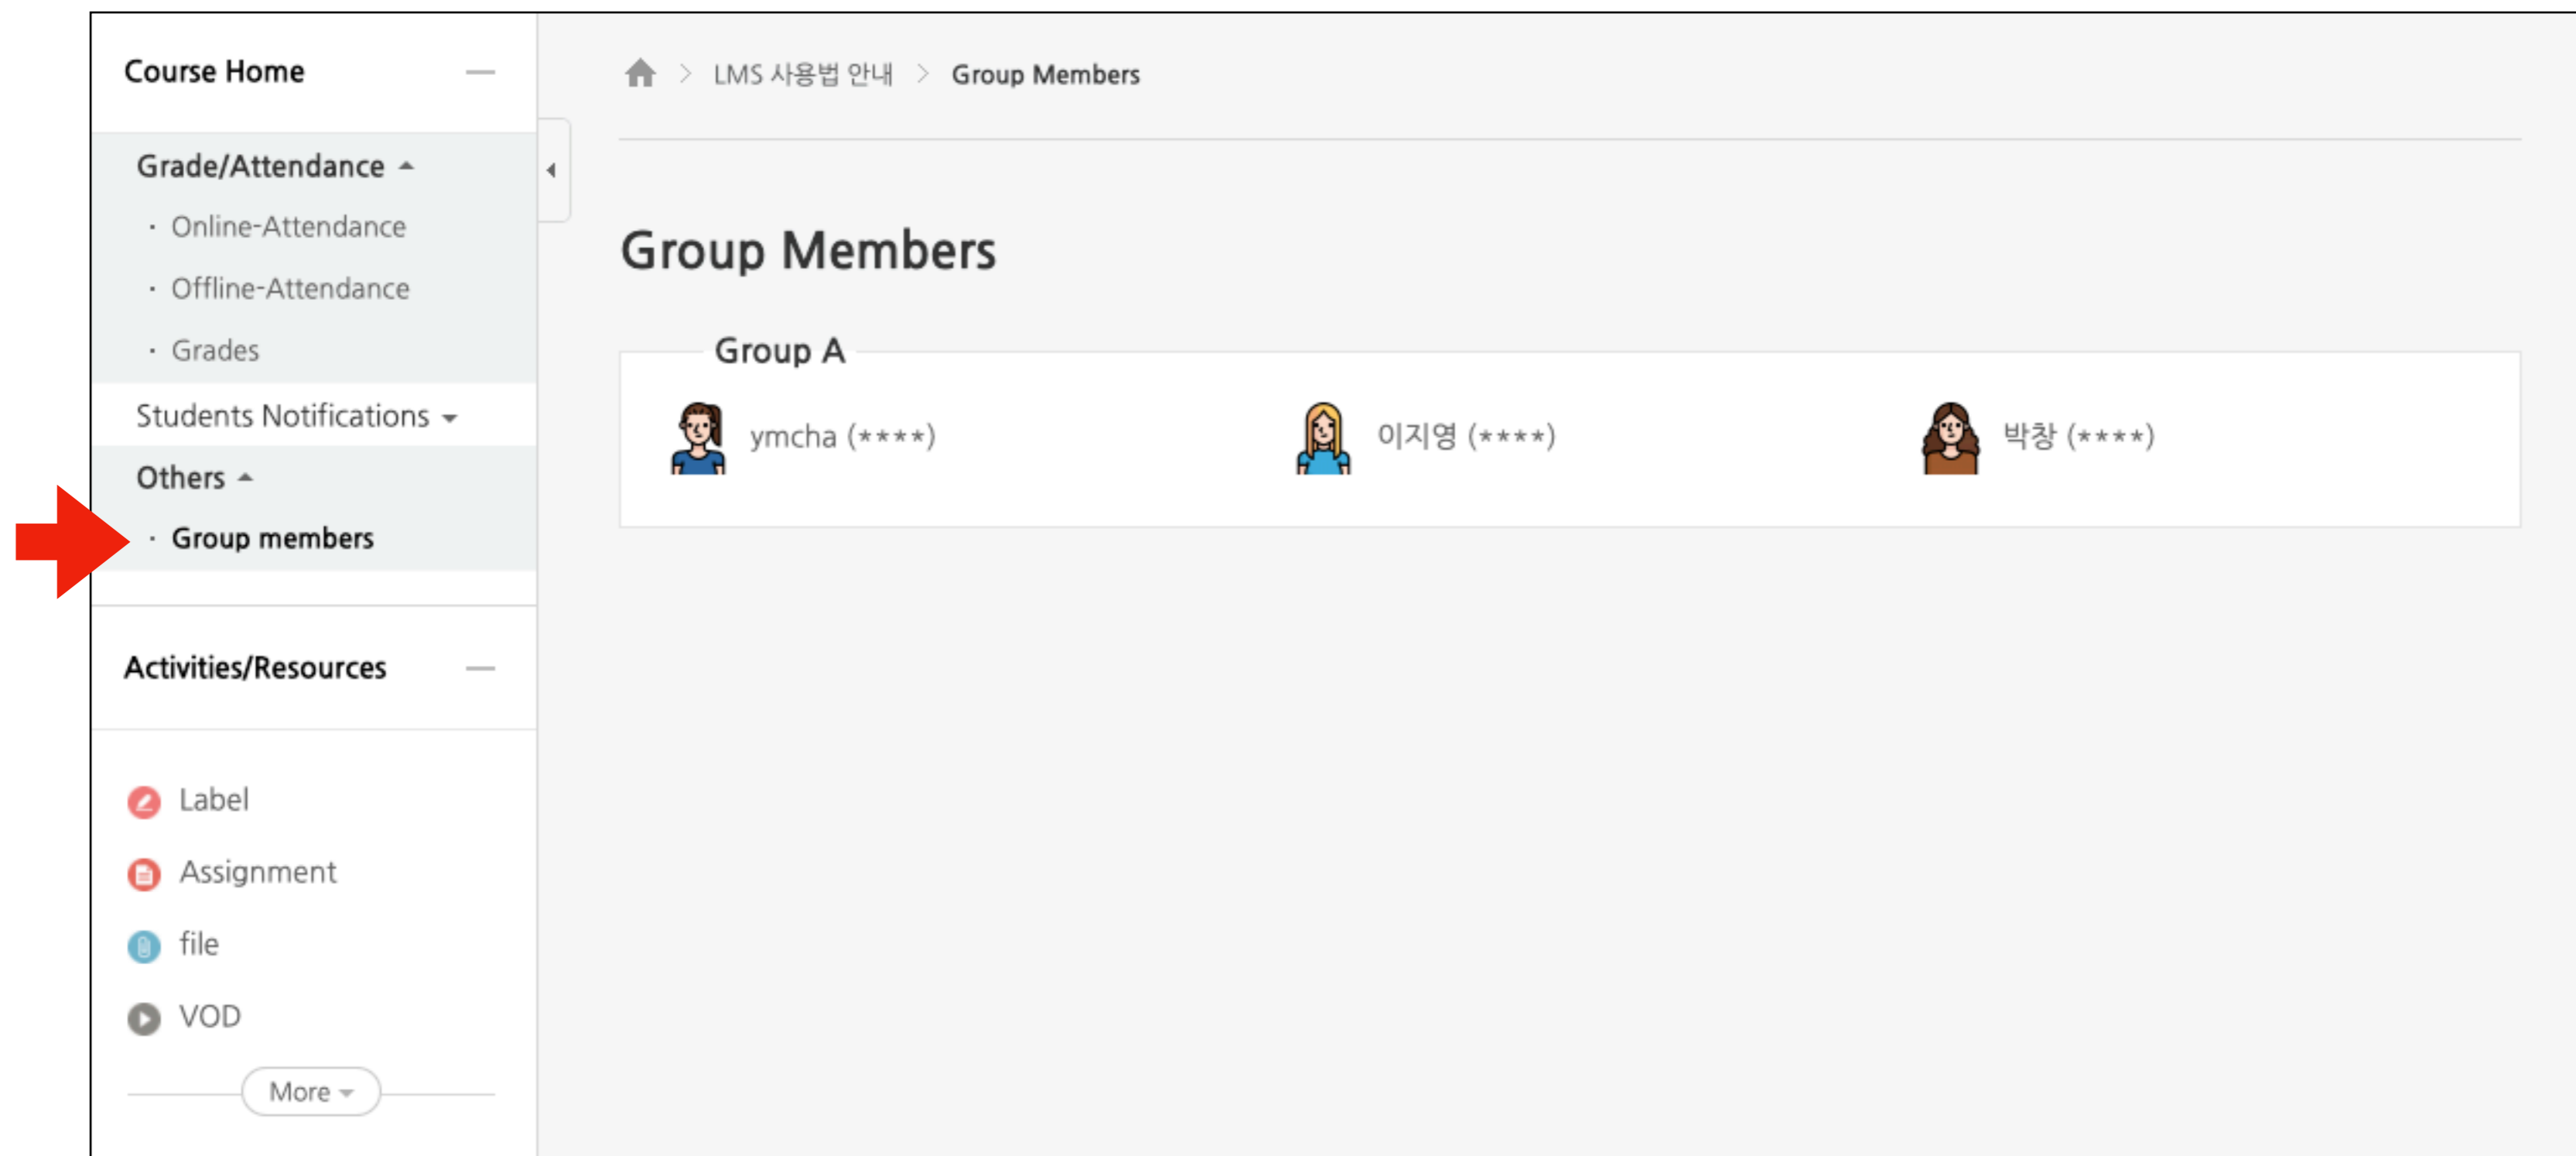 Course Home
Grade/Attendance
· Online-Attendance
· Offline-Attendance
· Grades
Students Notifications
Others
· Group members
Activities/Resources
Label
Assignment
file
VOD
More
> LMS 사용법 안내 > Group Members
Group Members
Group A
ymcha (****)
이지영 (****)
박창 (****)